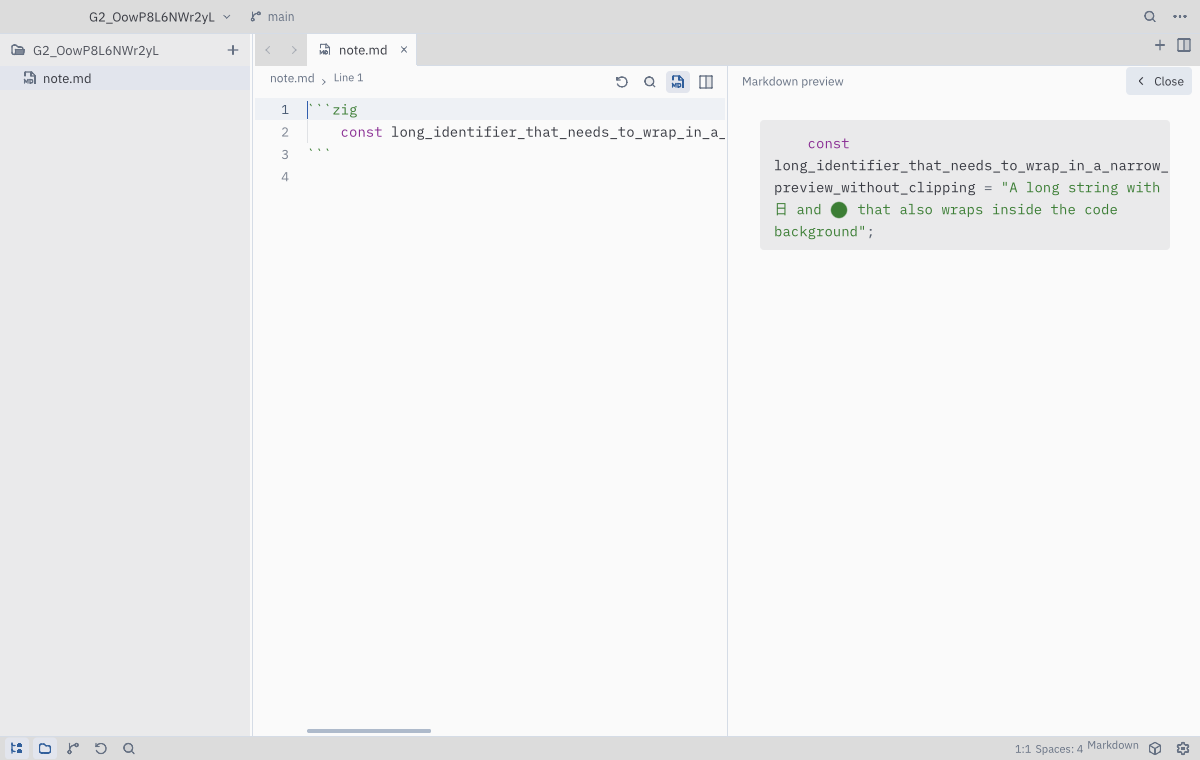 G2_OowP8L6NWr2yL
main
G2_OowP8L6NWr2yL
note.md
note.md
note.md
Line 1
1 ```zig
2     const long_identifier_that_needs_to_wrap_in_a_
3 ```
4
Markdown preview
Close
    const
long_identifier_that_needs_to_wrap_in_a_narrow_
preview_without_clipping = "A long string with
日 and 🟢 that also wraps inside the code
background";
1:1 Spaces: 4 Markdown